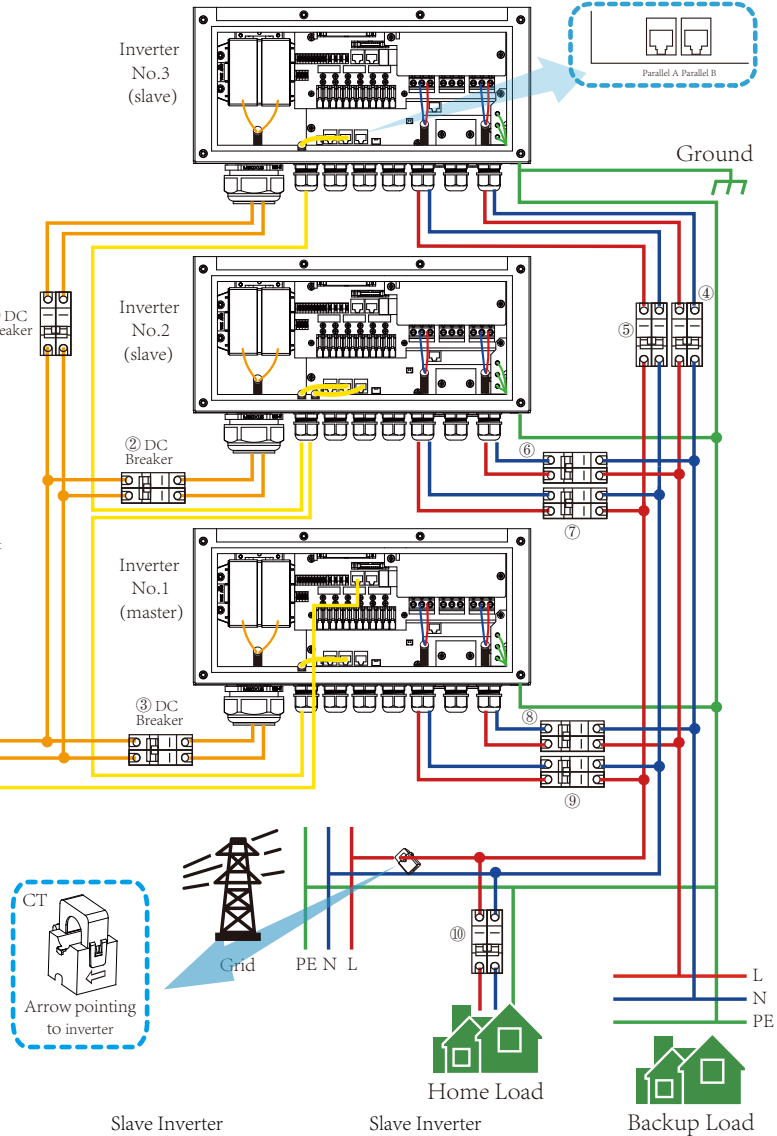 Inverter
No.3
(slave)
Parallel A Parallel B
Ground
DC
④
⑤
Inverter
No.2
(slave)
② DC
Breaker
⑥
⑦
Inverter
No.1
(master)
③ DC
Breaker
⑧
⑨
CT
Arrow pointing
to inverter
Grid
PE N L
⑩
L
N
PE
Home Load
Backup Load
Slave Inverter
Slave Inverter